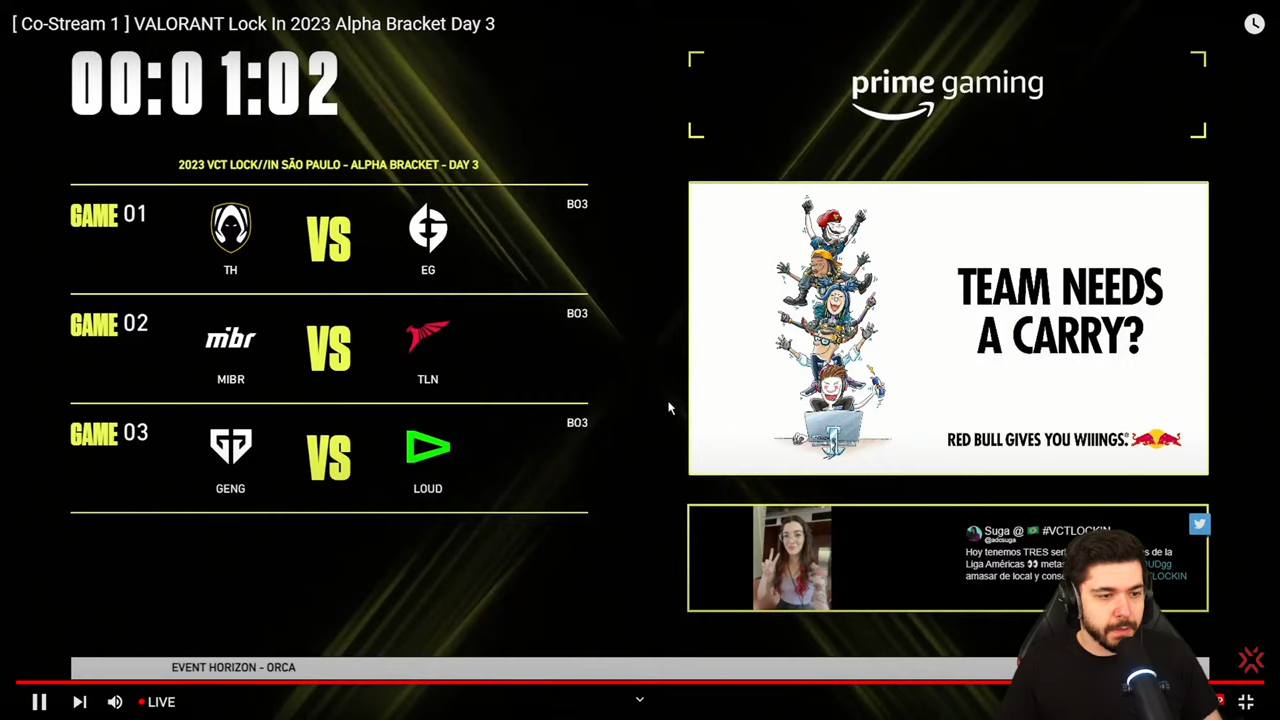 [ Co-Stream 1 ] VALORANT Lock In 2023 Alpha Bracket Day 3
00:01:02
prime gaming
2023 VCT LOCK//IN SÃO PAULO - ALPHA BRACKET - DAY 3
GAME 01
TH
VS
EG
BO3
GAME 02
mibr
MIBR
VS
TLN
BO3
GAME 03
GENG
VS
LOUD
BO3
TEAM NEEDS
A CARRY?
RED BULL GIVES YOU WIIINGS.®
Suga @ #VCTLOCKIN
@adcsuga
Hoy tenemos TRES de la
Liga Américas
amasar de local y
EVENT HORIZON - ORCA
LIVE